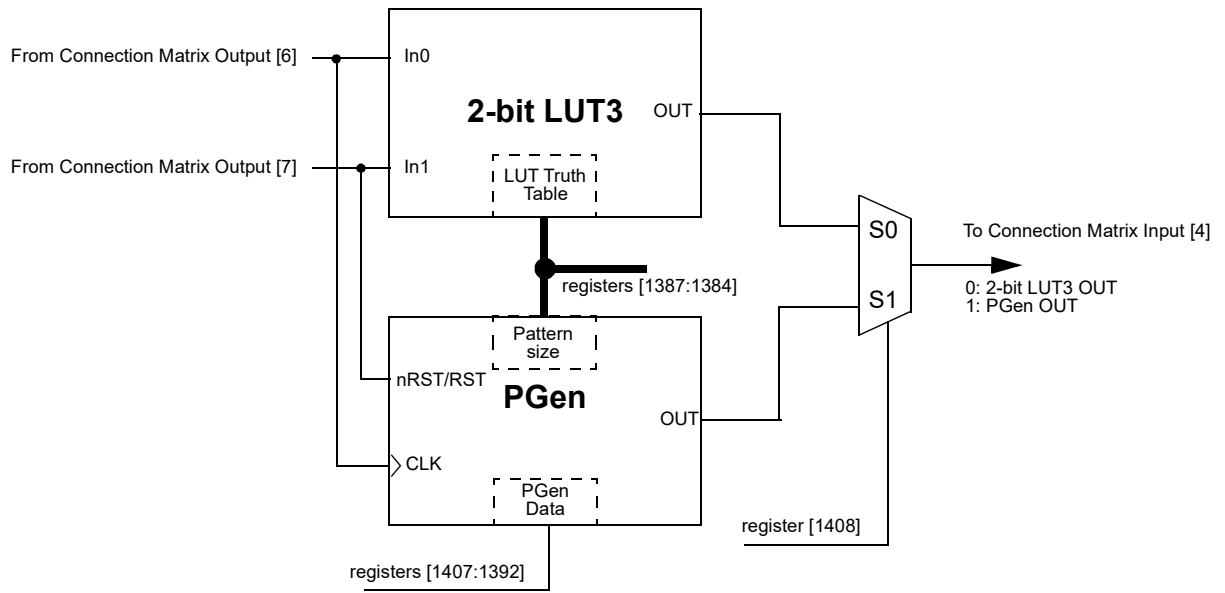 From Connection Matrix Output [6]
In0
2-bit LUT3
OUT
From Connection Matrix Output [7]
In1
LUT Truth
Table
S0
To Connection Matrix Input [4]
registers [1387:1384]
0: 2-bit LUT3 OUT
S1
1: PGen OUT
Pattern
size
nRST/RST
PGen
OUT
CLK
PGen
Data
register [1408]
registers [1407:1392]